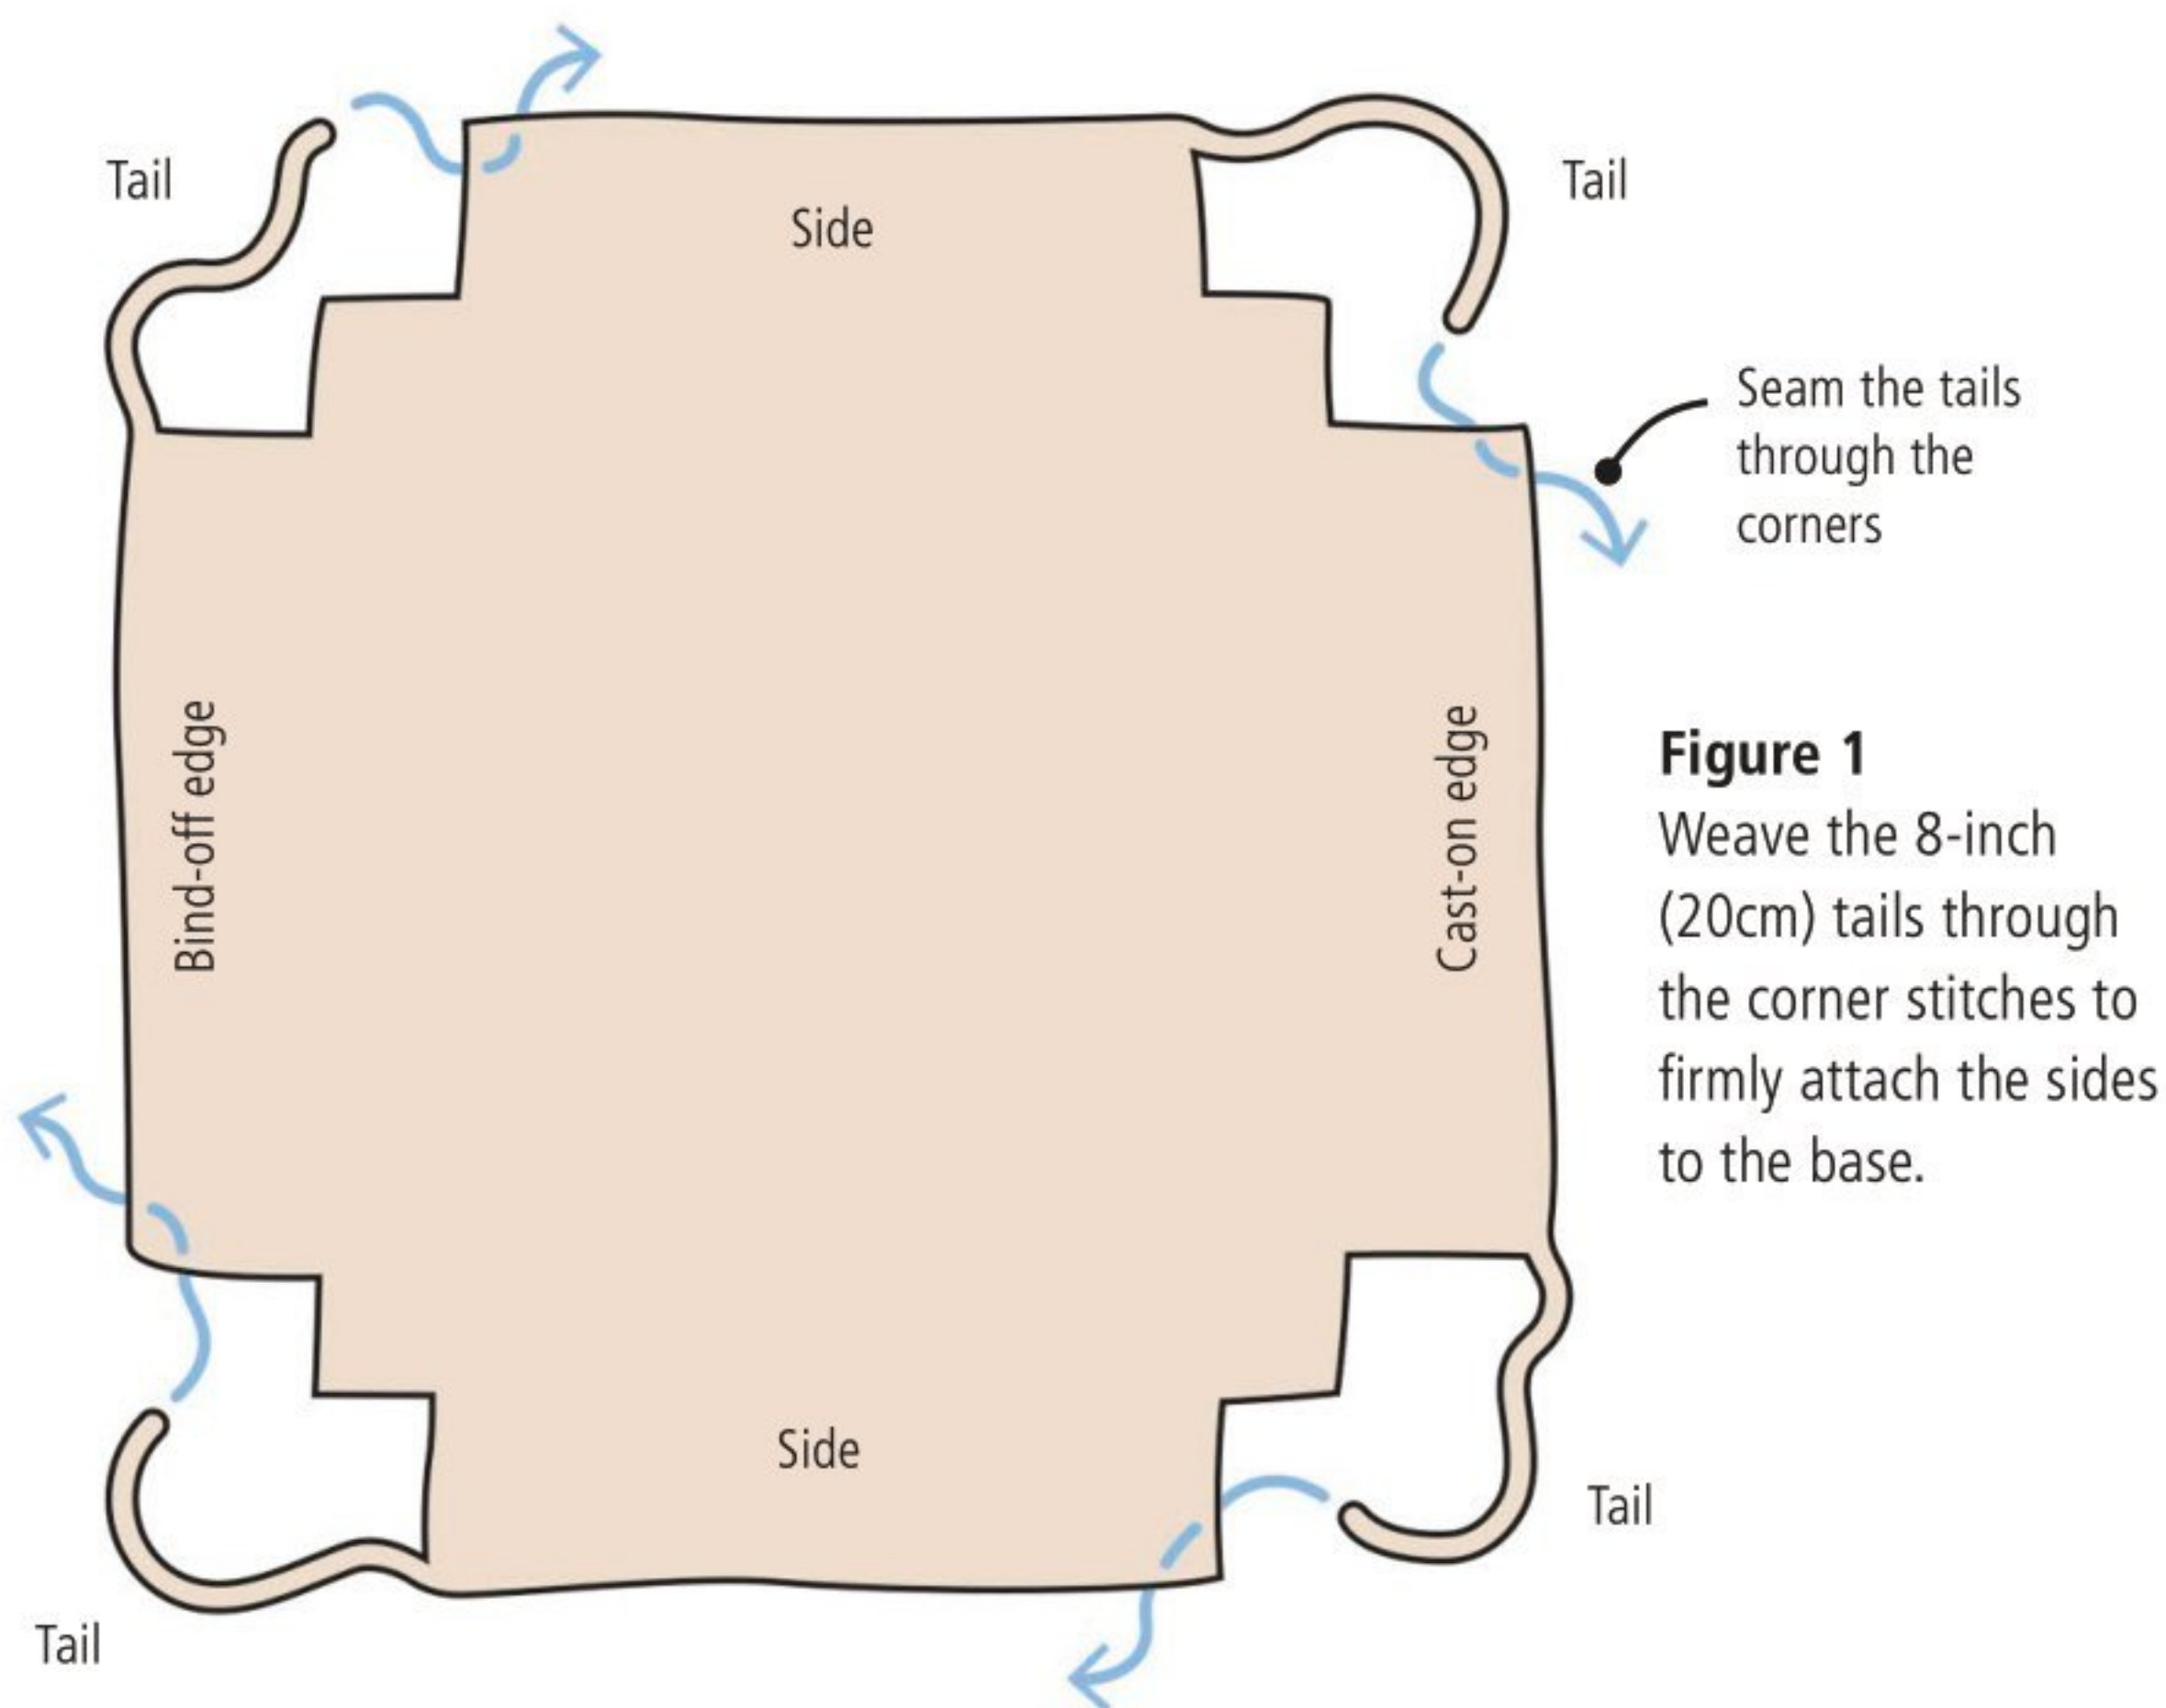 Tail
Tail
Side
Seam the tails
through the
corners
Bind-off edge
Cast-on edge
Figure 1
Weave the 8-inch
(20cm) tails through
the corner stitches to
firmly attach the sides
to the base.
Side
Tail
Tail